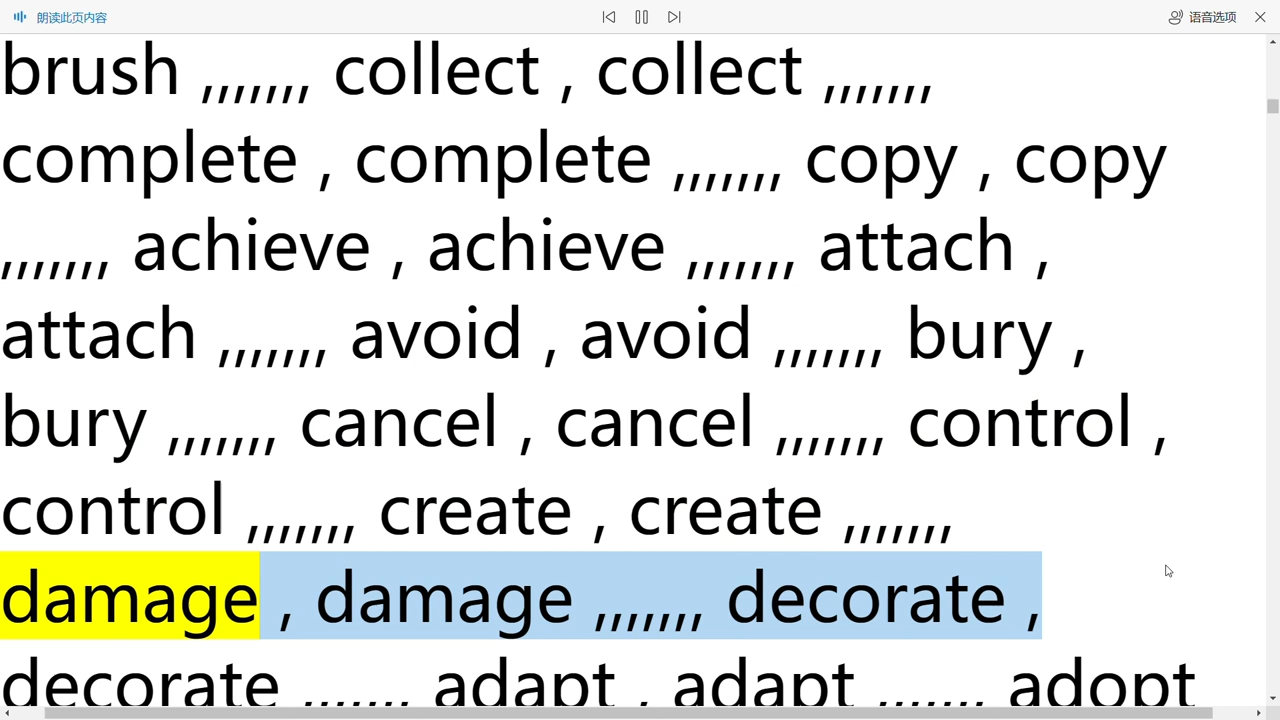 朗读此页内容
语音选项
brush ,,,,,,, collect , collect ,,,,,,,
complete , complete ,,,,,,, copy , copy
,,,,,,, achieve , achieve ,,,,,,, attach ,
attach ,,,,,,, avoid , avoid ,,,,,,, bury ,
bury ,,,,,,, cancel , cancel ,,,,,,, control ,
control ,,,,,,, create , create ,,,,,,,
damage , damage ,,,,,,, decorate ,
decorate ,,,,,,, adapt , adapt ,,,,,,, adopt